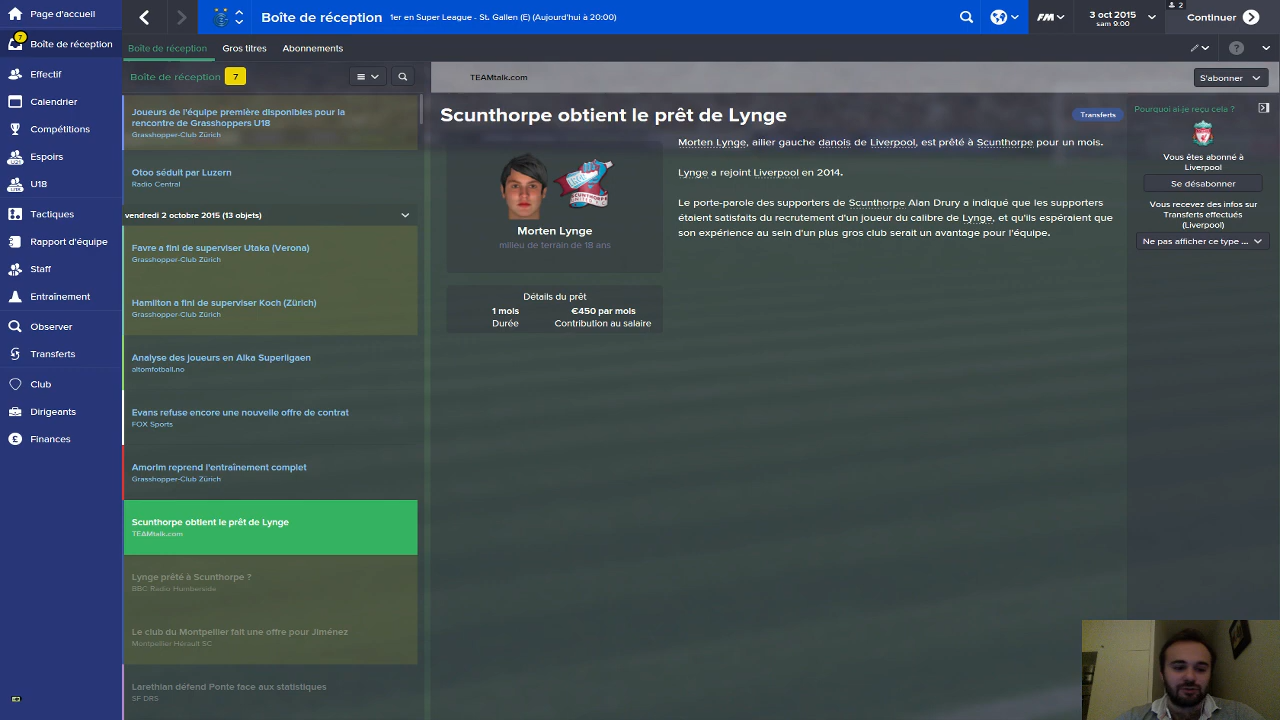 Page d'accueil
7
Boîte de réception
Effectif
Calendrier
Compétitions
Espoirs
U18
Tactiques
Rapport d'équipe
Staff
Entraînement
Observer
Transferts
Club
Dirigeants
Finances
Boîte de réception
1er en Super League - St. Gallen (E) (Aujourd'hui à 20:00)
FM
2
3 oct 2015
sam 9:00
Continuer
Boîte de réception
Gros titres
Abonnements
?
Boîte de réception
7
Joueurs de l'équipe première disponibles pour la
rencontre de Grasshoppers U18
Grasshopper-Club Zürich
Otoo séduit par Luzern
Radio Central
vendredi 2 octobre 2015 (13 objets)
Favre a fini de superviser Utaka (Verona)
Grasshopper-Club Zürich
Hamilton a fini de superviser Koch (Zürich)
Grasshopper-Club Zürich
Analyse des joueurs en Alka Superligaen
altomfotball.no
Evans refuse encore une nouvelle offre de contrat
FOX Sports
Amorim reprend l'entraînement complet
Grasshopper-Club Zürich
Scunthorpe obtient le prêt de Lynge
TEAMtalk.com
Lynge prêté à Scunthorpe ?
BBC Radio Humberside
Le club du Montpellier fait une offre pour Jiménez
Montpellier Hérault SC
Larethian défend Ponte face aux statistiques
SF DRS
TEAMtalk.com
S'abonner
Scunthorpe obtient le prêt de Lynge
Transferts
Morten Lynge
milieu de terrain de 18 ans
Détails du prêt
1 mois
€450 par mois
Durée
Contribution au salaire
Morten Lynge, ailier gauche danois de Liverpool, est prêté à Scunthorpe pour un mois.
Lynge a rejoint Liverpool en 2014.
Le porte-parole des supporters de Scunthorpe Alan Drury a indiqué que les supporters
étaient satisfaits du recrutement d'un joueur du calibre de Lynge, et qu'ils espéraient que
son expérience au sein d'un plus gros club serait un avantage pour l'équipe.
Pourquoi ai-je reçu cela ?
Vous êtes abonné à
Liverpool
Se désabonner
Vous recevez des infos sur
Transferts effectués
(Liverpool)
Ne pas afficher ce type ...